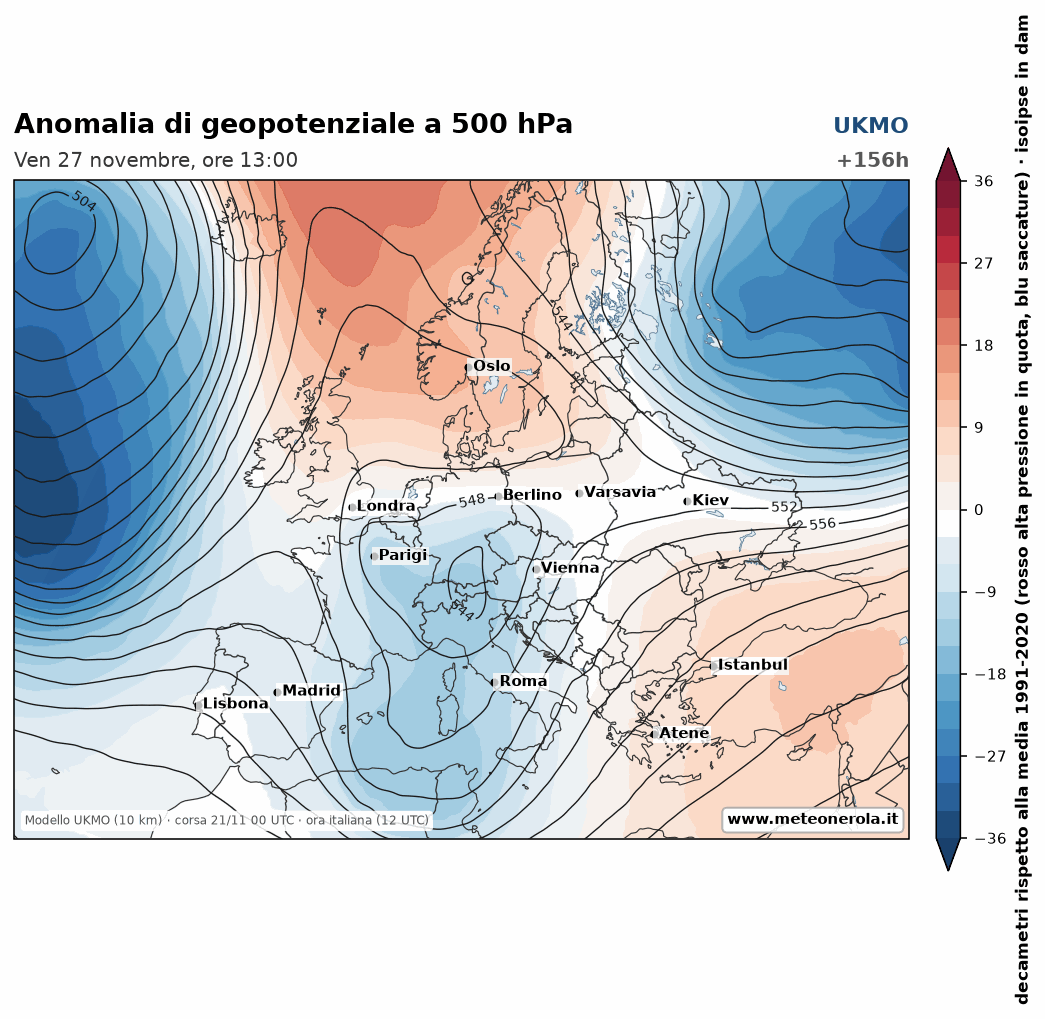 Anomalia di geopotenziale a 500 hPa
UKMO
Ven 27 novembre, ore 13:00
+156h
504
544
Oslo
548
Berlino
Varsavia
Kiev
552
556
Londra
Parigi
Vienna
544
Roma
Madrid
Lisbona
Istanbul
Atene
Modello UKMO (10 km) · corsa 21/11 00 UTC · ora italiana (12 UTC)
www.meteonerola.it
36
27
18
9
0
−9
−18
−27
−36
decametri rispetto alla media 1991-2020 (rosso alta pressione in quota, blu saccature) · isoipse in dam